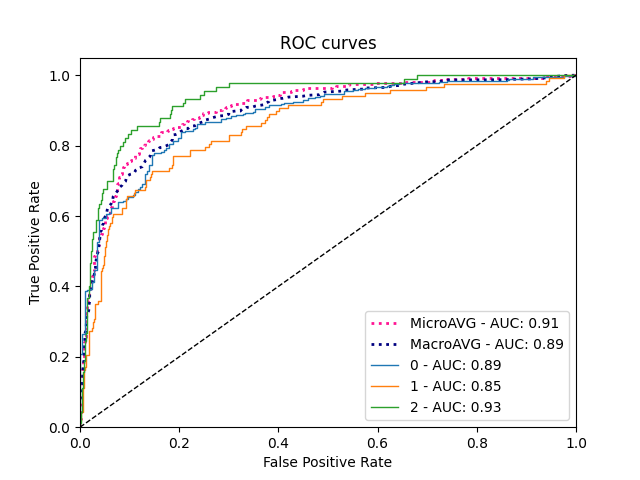 ROC curves
True Positive Rate
1.0
0.8
0.6
0.4
0.2
0.0
MicroAVG - AUC: 0.91
MacroAVG - AUC: 0.89
0 - AUC: 0.89
1 - AUC: 0.85
2 - AUC: 0.93
0.0 0.2 0.4 0.6 0.8 1.0
False Positive Rate